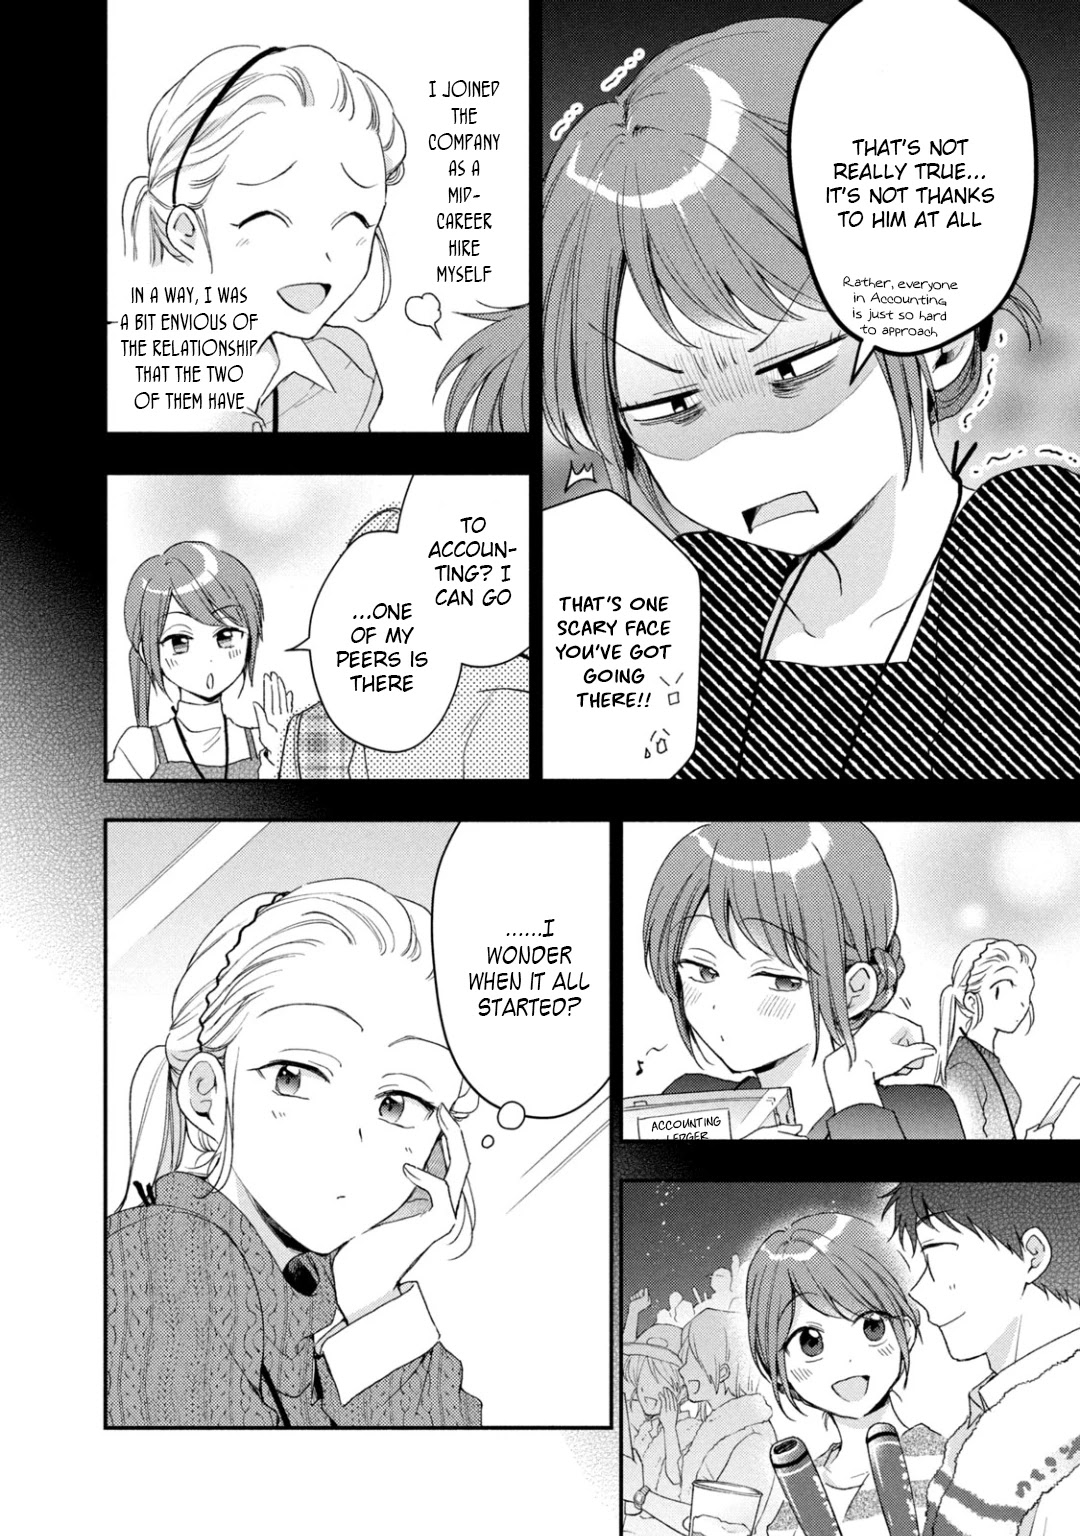 THAT'S NOT
REALLY TRUE...
IT'S NOT THANKS
TO HIM AT ALL
Rather, everyone
in Accounting
is just so hard
to approach
THAT'S ONE
SCARY FACE
YOU'VE GOT
GOING
THERE!!
I JOINED
THE
COMPANY
AS A
MID-
CAREER
HIRE
MYSELF
IN A WAY, I WAS
A BIT ENVIOUS OF
THE RELATIONSHIP
THAT THE TWO
OF THEM HAVE
TO
ACCOUN-
TING? I
CAN GO
...ONE
OF MY
PEERS IS
THERE
ACCOUNTING
LEDGER
......I
WONDER
WHEN IT ALL
STARTED?